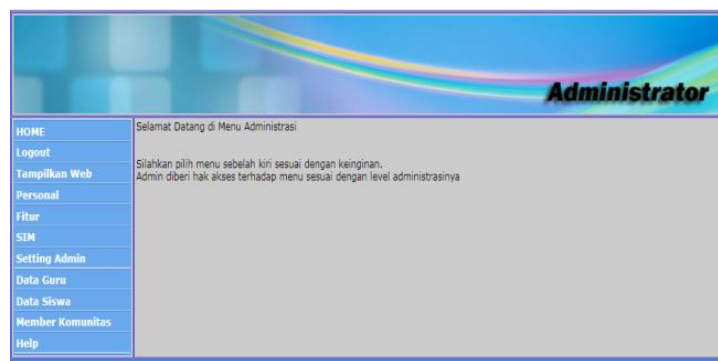 Administrator
HOME
Logout
Tampilkan Web
Personal
Fitur
SIM
Setting Admin
Data Guru
Data Siswa
Member Komunitas
Help
Selamat Datang di Menu Administrasi
Silahkan pilih menu sebelah kiri sesuai dengan keinginan.
Admin diberi hak akses terhadap menu sesuai dengan level administrasinya